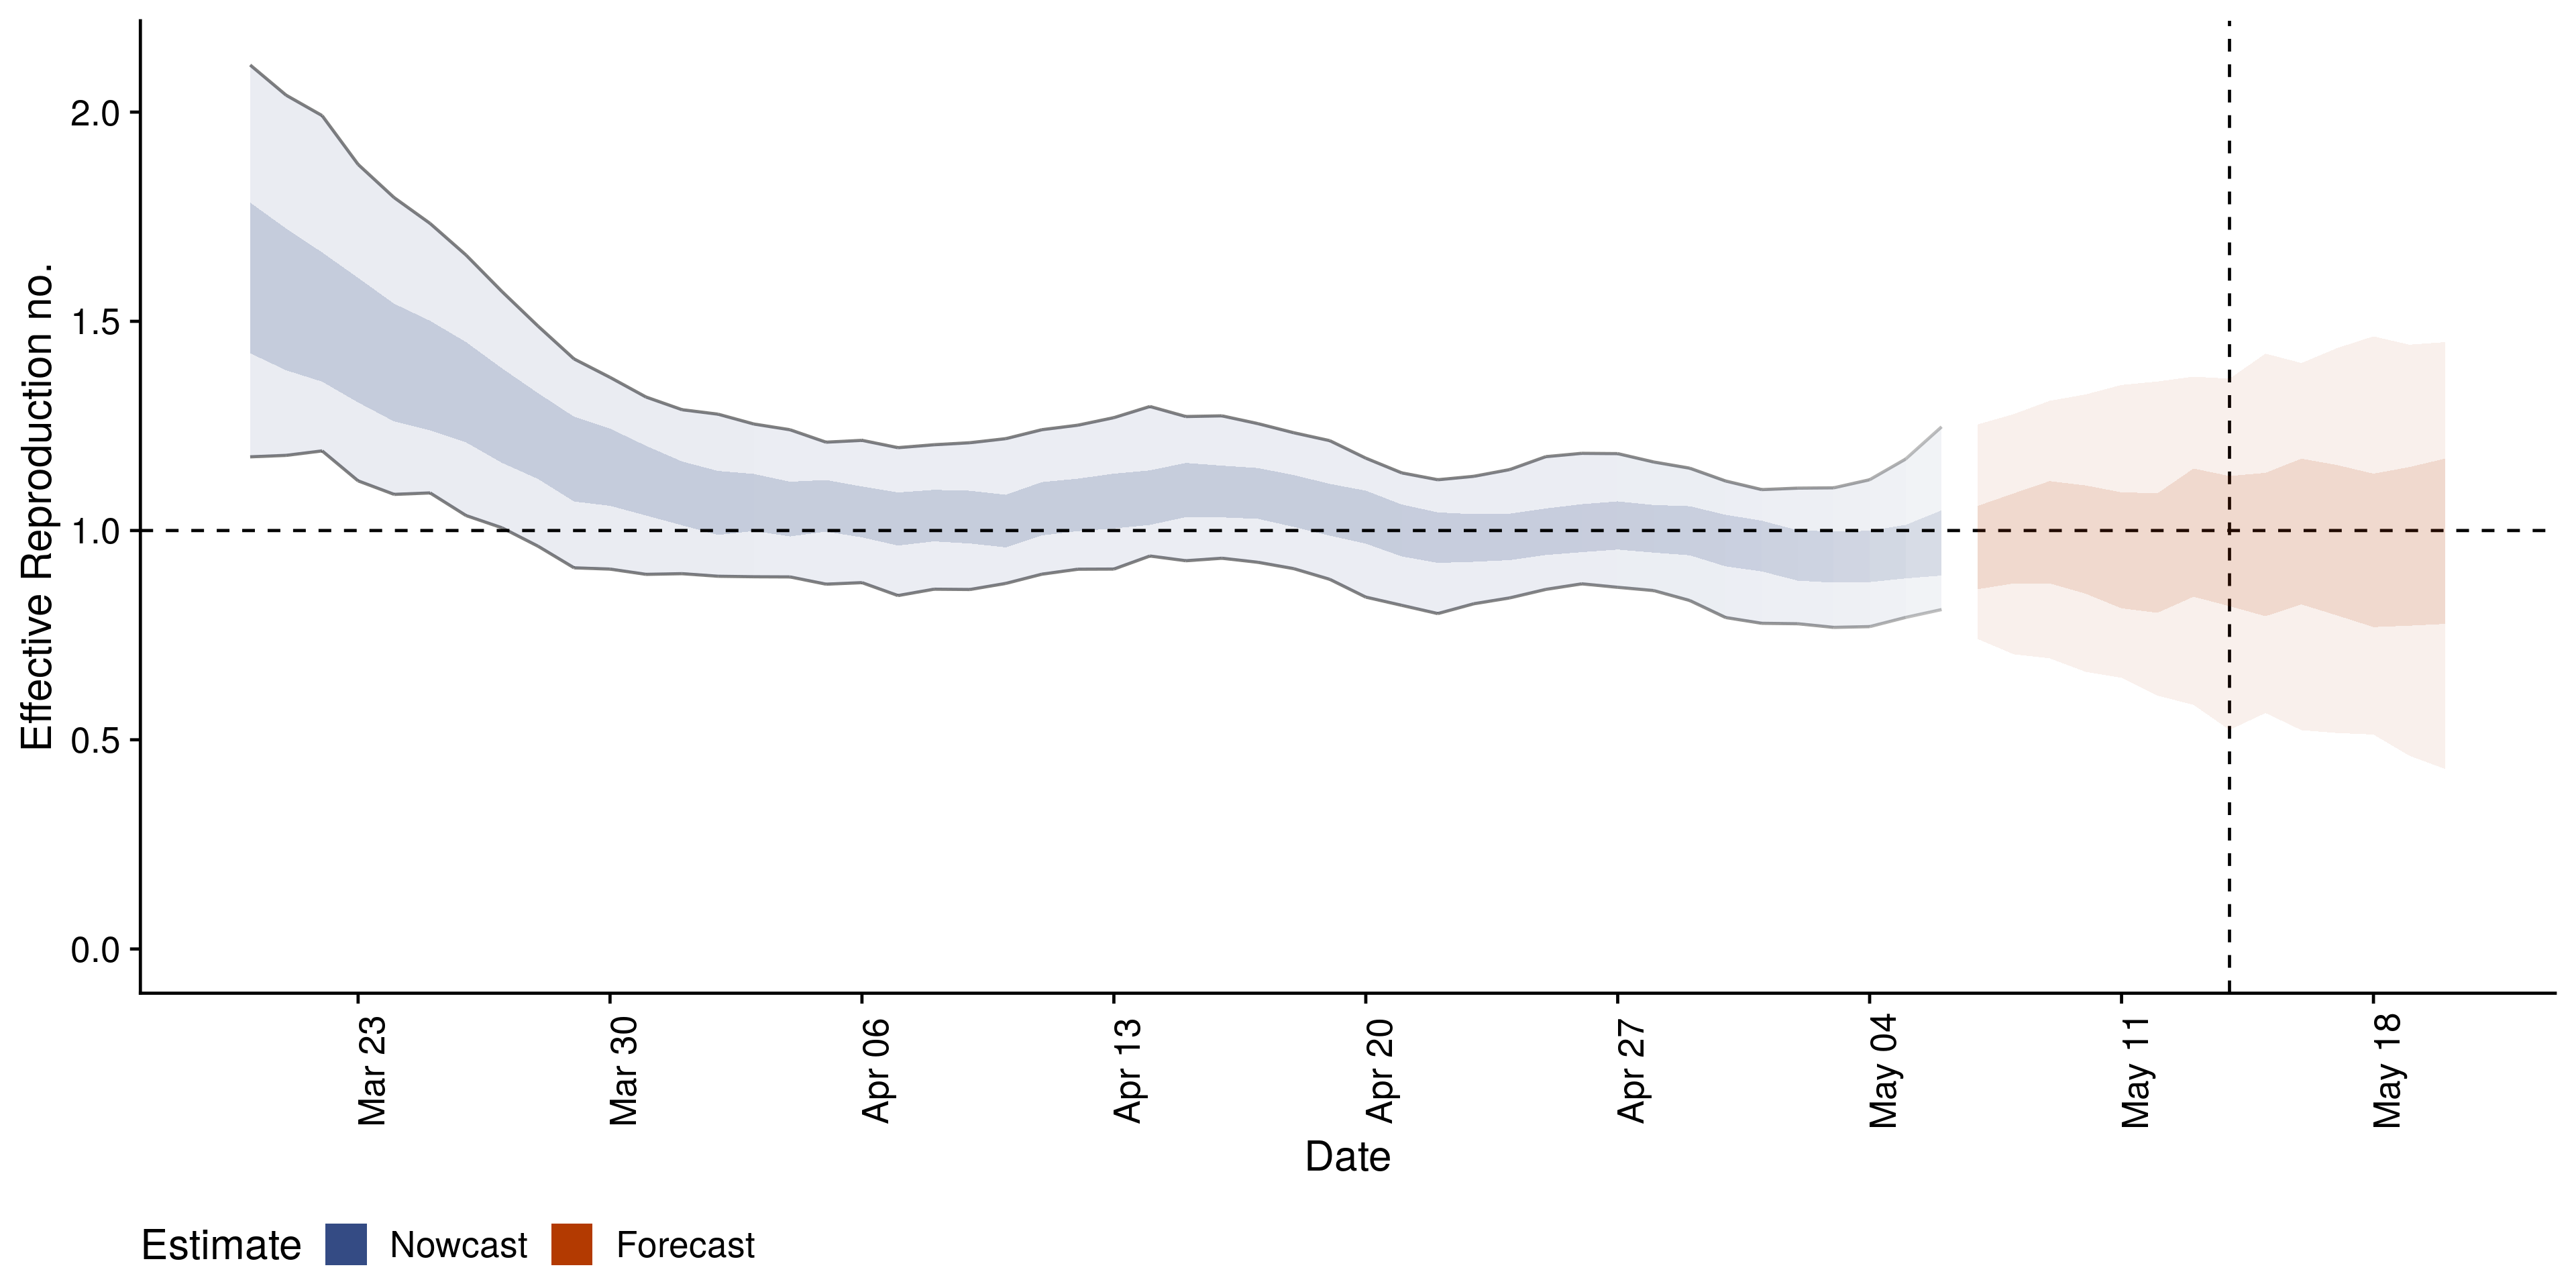 Effective Reproduction no.
2.0
1.5
1.0
0.5
0.0
Mar 23
Mar 30
Apr 06
Apr 13
Apr 20
Apr 27
May 04
May 11
May 18
Date
Estimate Nowcast Forecast